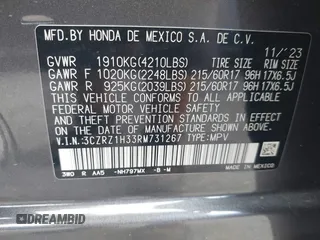 MFD.BY HONDA DE MEXICO S.A. DE C.V.
11/'23
GVWR 1910KG(4210LBS) TIRE SIZE RIM SIZE
GAWR F 1020KG(2248LBS) 215/60R17 96H 17X6.5J
GAWR R 925KG(2039LBS) 215/60R17 96H 17X6.5J
THIS VEHICLE CONFORMS TO ALL APPLICABLE
FEDERAL MOTOR VEHICLE SAFETY, BUMPER AND THEFT
PREVENTION STANDARDS IN EFFECT ON THE DATE
OF MANUFACTURE SHOWN ABOVE.
V.I.N.:3CZRZ1H33RM731267 TYPE:MPV
3W0 R AA5 -NH797MX -B -M
MADE IN MEXICO
iDRIVESAFELY